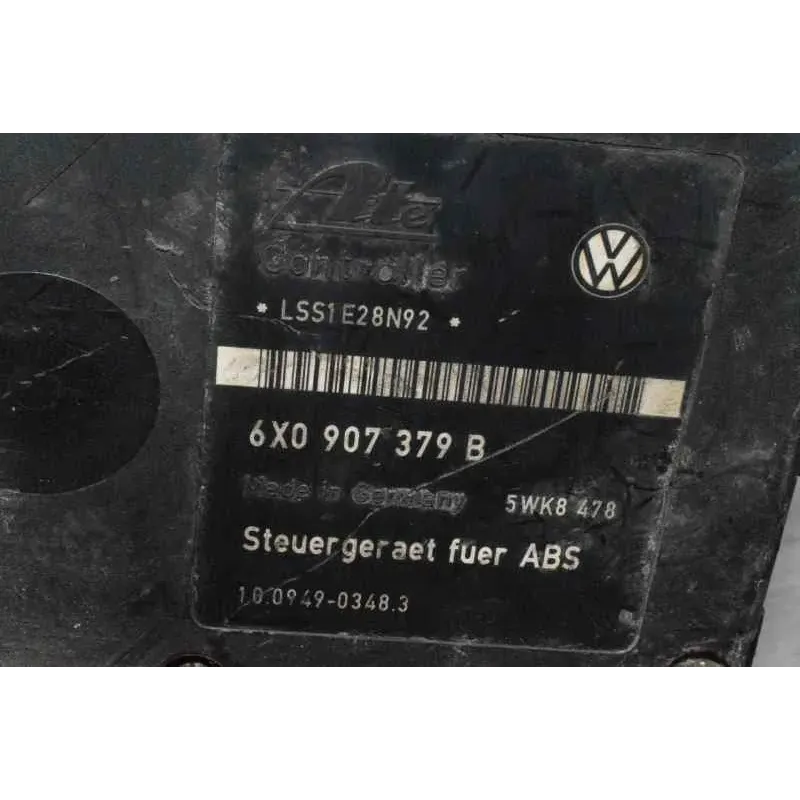 Ate
Controller
* LSS1E28N92 *
6X0 907 379 B
Made in Germany 5WK8 478
Steuergeraet fuer ABS
10.0949-0348.3